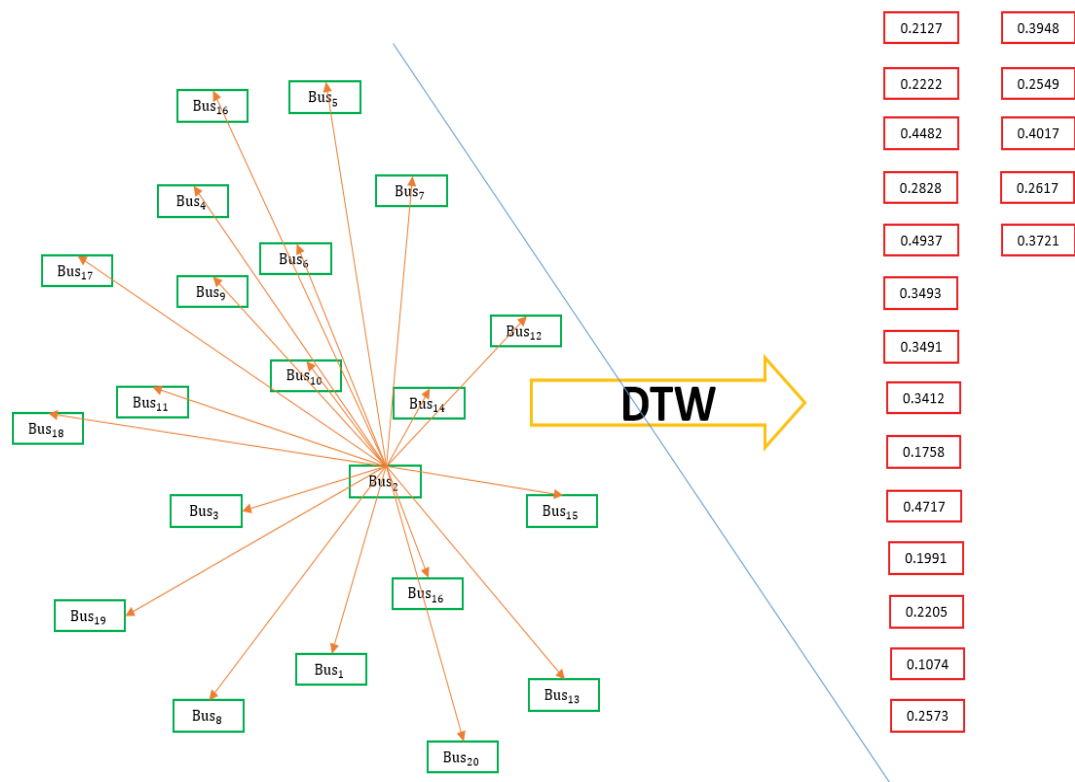 0.2127 0.3948
Bus16 Bus5 0.2222 0.2549
0.4482 0.4017
Bus4 Bus7 0.2828 0.2617
0.4937 0.3721
Bus17 Bus6
Bus9 0.3493
Bus12 0.3491
Bus10
Bus11 Bus14 DTW 0.3412
Bus18
0.1758
Bus2
Bus3 Bus15 0.4717
0.1991
Bus19 Bus16 0.2205
Bus1 0.1074
Bus8 Bus13 0.2573
Bus20